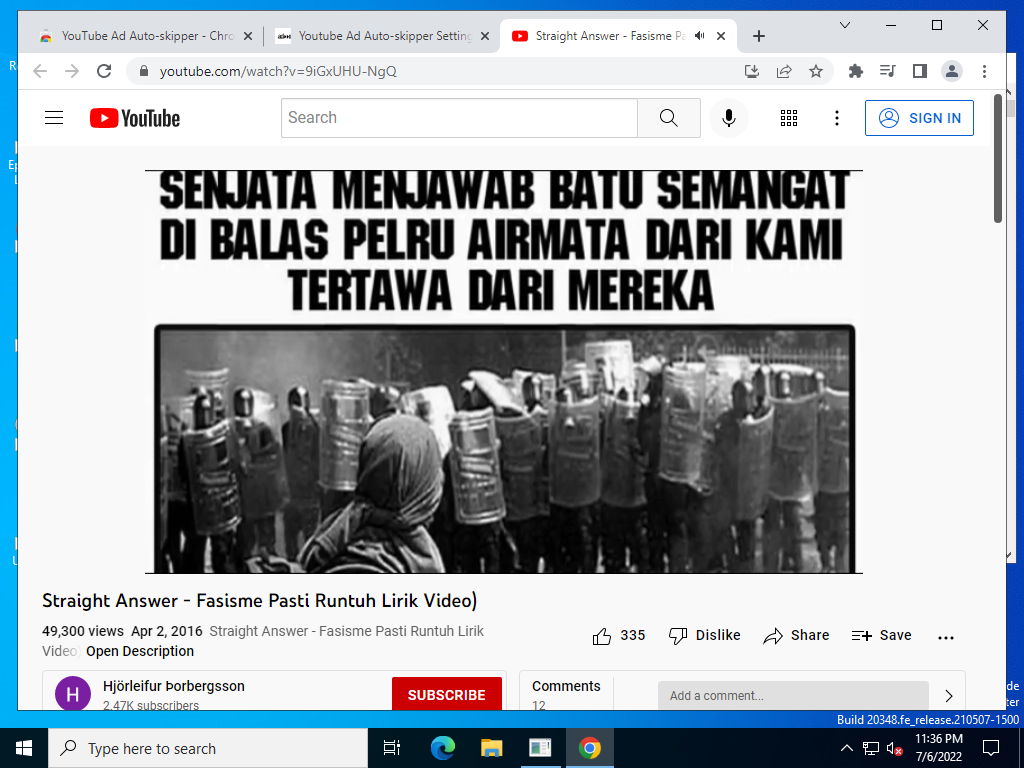 YouTube Ad Auto-skipper - Chro
Youtube Ad Auto-skipper Setting
Straight Answer - Fasisme Pa
youtube.com/watch?v=9iGxUHU-NgQ
YouTube
Search
SIGN IN
SENJATA MENJAWAB BATU SEMANGAT
DI BALAS PELRU AIRMATA DARI KAMI
TERTAWA DARI MEREKA
Straight Answer - Fasisme Pasti Runtuh Lirik Video)
49,300 views Apr 2, 2016 Straight Answer - Fasisme Pasti Runtuh Lirik
Video) Open Description
335
Dislike
Share
Save
H
Hjörleifur Þorbergsson
2.47K subscribers
SUBSCRIBE
Comments
12
Add a comment...
Build 20348.fe_release.210507-1500
Type here to search
11:36 PM
7/6/2022